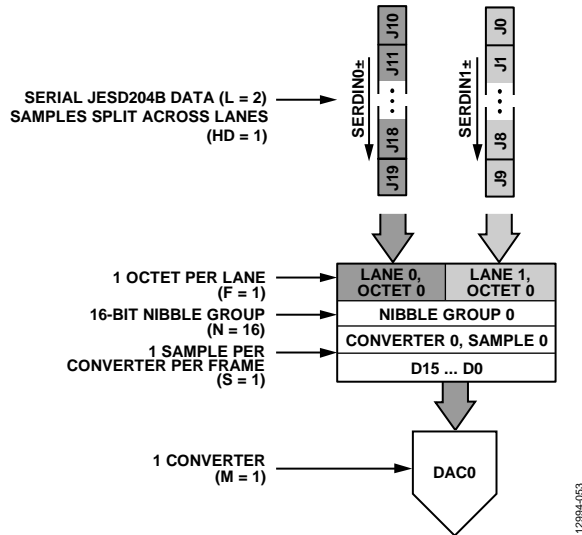 SERIAL JESD204B DATA (L = 2)
SAMPLES SPLIT ACROSS LANES
(HD = 1)
SERDIN0±
J10
J11
...
J18
J19
SERDIN1±
J0
J1
...
J8
J9
1 OCTET PER LANE
(F = 1)
LANE 0,
OCTET 0
LANE 1,
OCTET 0
16-BIT NIBBLE GROUP
(N = 16)
NIBBLE GROUP 0
1 SAMPLE PER
CONVERTER PER FRAME
(S = 1)
CONVERTER 0, SAMPLE 0
D15 ... D0
1 CONVERTER
(M = 1)
DAC0
12994-053